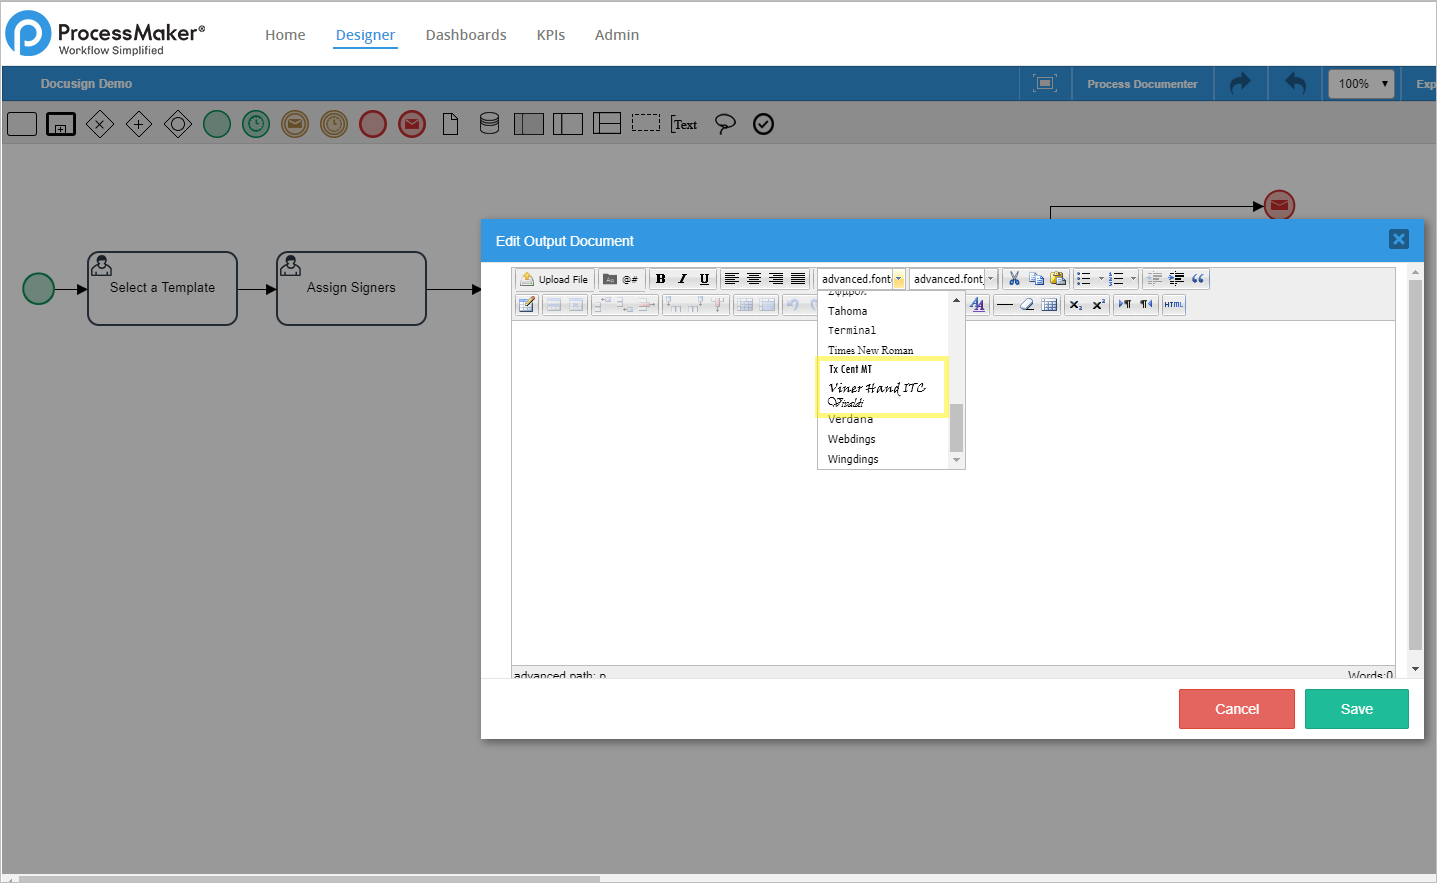 ProcessMaker®
Workflow Simplified
Home Designer Dashboards KPIs Admin
Docusign Demo
Process Documenter
100%
Exp
Text
Select a Template
Assign Signers
Edit Output Document
Upload File
@#
B I U
advanced.font
advanced.font
HTML
Tahoma
Terminal
Times New Roman
Tx Cent MT
Viner Hand ITC
Vivaldi
Verdana
Webdings
Wingdings
advanced path: p
Words:0
Cancel
Save